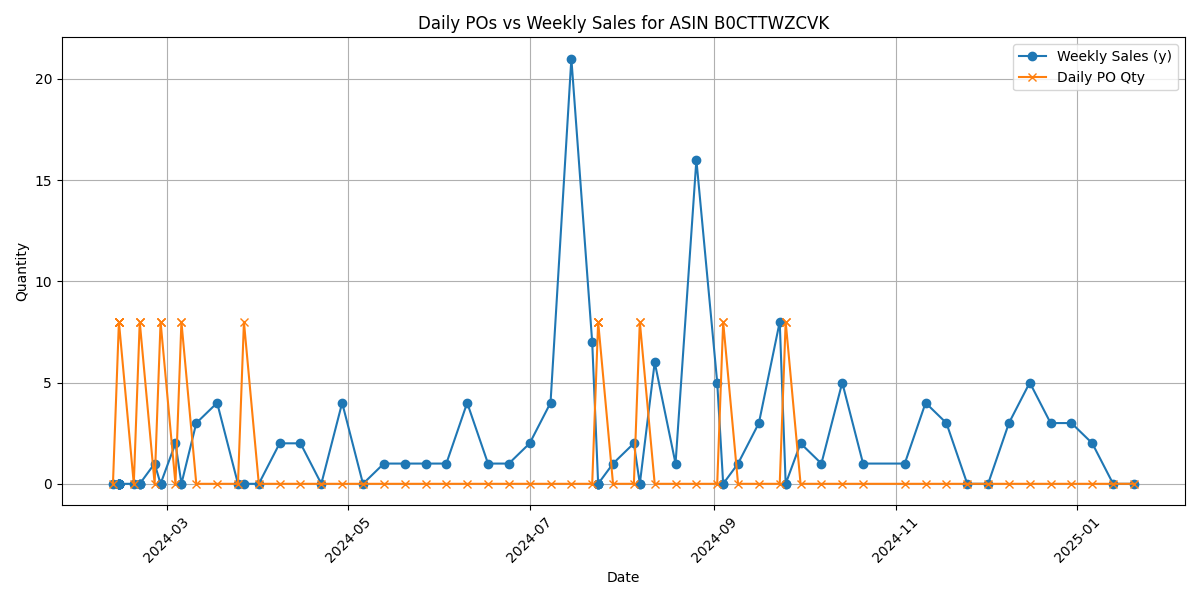 Daily POs vs Weekly Sales for ASIN B0CTTWZCVK
Weekly Sales (y)
Daily PO Qty
Quantity
20
15
10
5
0
2024-03
2024-05
2024-07
2024-09
2024-11
2025-01
Date